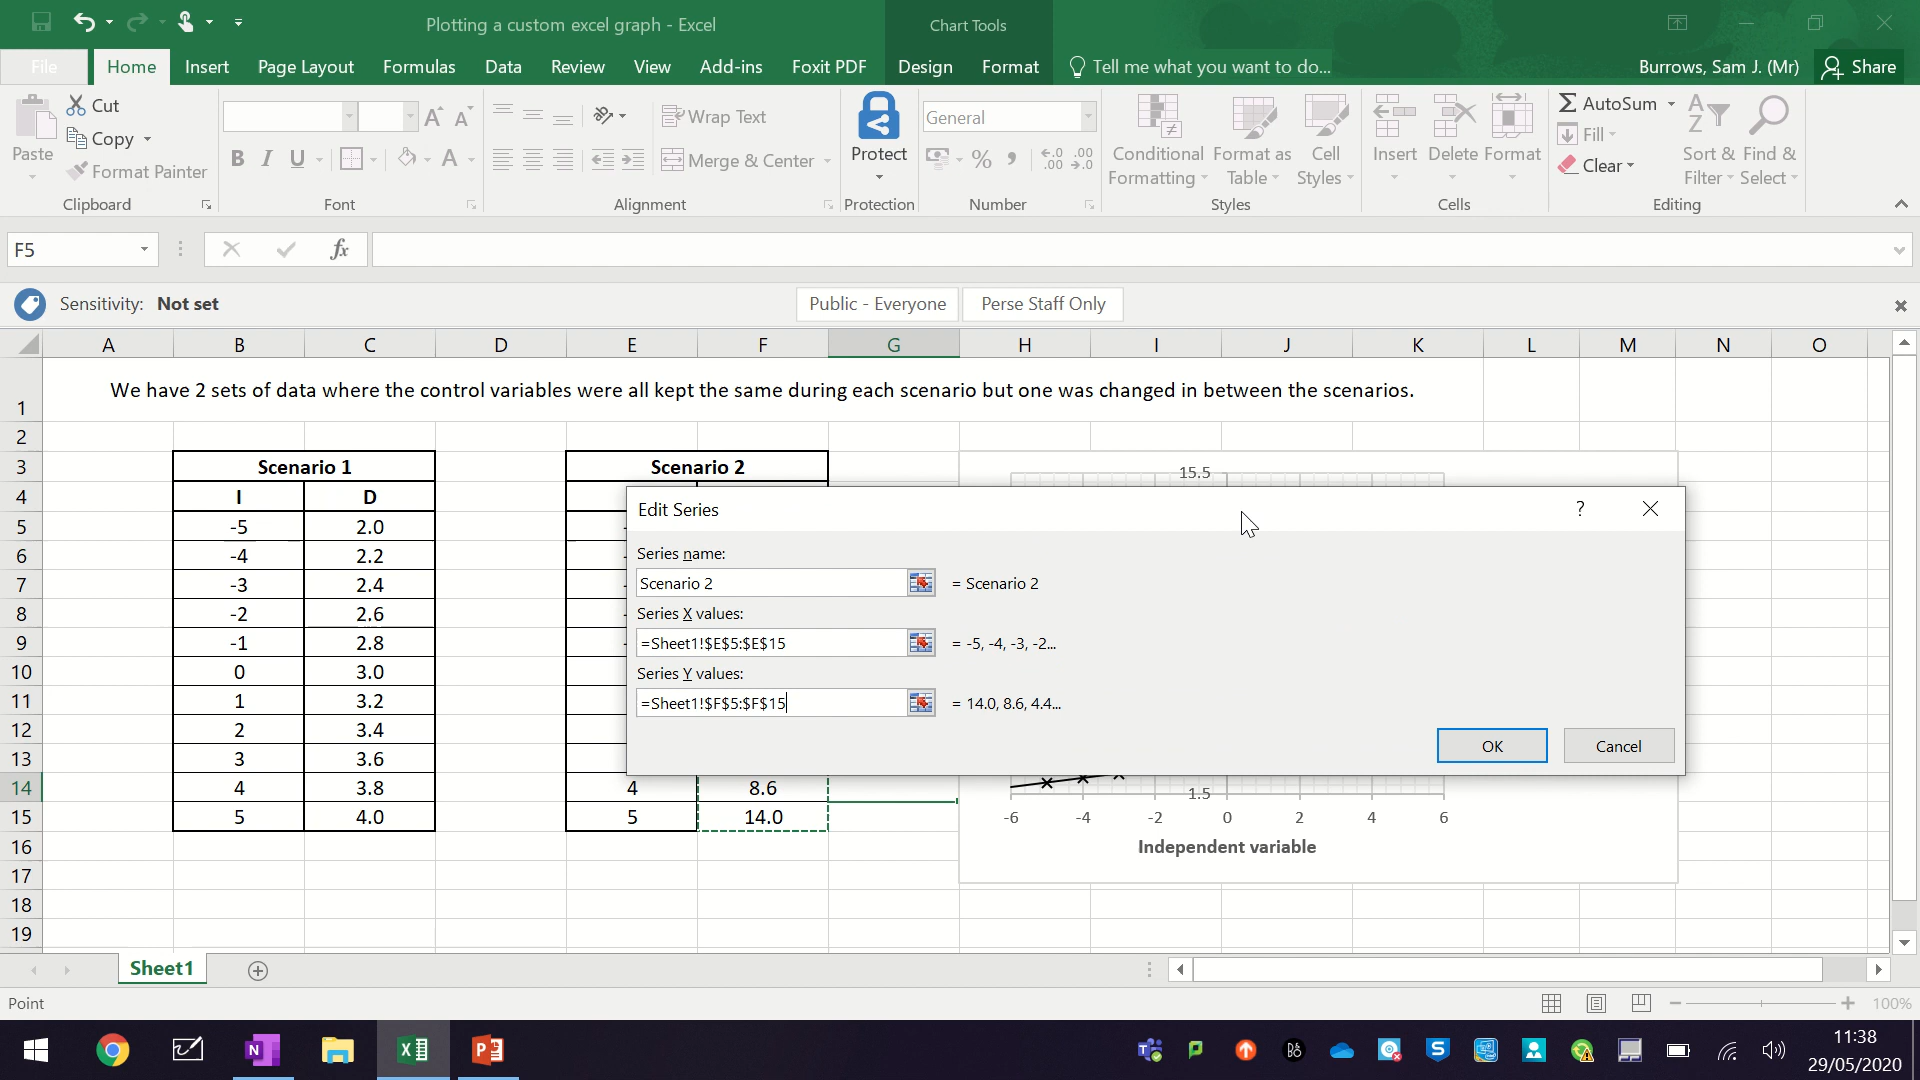 Plotting a custom excel graph - Excel
Chart Tools
File Home Insert Page Layout Formulas Data Review View Add-ins Foxit PDF Design Format Tell me what you want to do... Burrows, Sam J. (Mr) Share
Paste
Cut
Copy
Format Painter
Clipboard
B I U
Font
Wrap Text
Merge & Center
Alignment
Protect
Protection
General
Number
Conditional Formatting
Format as Table
Cell Styles
Styles
Insert Delete Format
Cells
AutoSum
Fill
Clear
Sort & Filter
Find & Select
Editing
F5
fx
Sensitivity: Not set Public - Everyone Perse Staff Only
A B C D E F G H I J K L M N O
1 We have 2 sets of data where the control variables were all kept the same during each scenario but one was changed in between the scenarios.
2
3 Scenario 1 Scenario 2
4 I D
5 -5 2.0
6 -4 2.2
7 -3 2.4
8 -2 2.6
9 -1 2.8
10 0 3.0
11 1 3.2
12 2 3.4
13 3 3.6
14 4 3.8 4 8.6
15 5 4.0 5 14.0
16
17
18
19
15.5
Edit Series ?
Series name:
Scenario 2 = Scenario 2
Series X values:
=Sheet1!$E$5:$E$15 = -5, -4, -3, -2...
Series Y values:
=Sheet1!$F$5:$F$15 = 14.0, 8.6, 4.4...
OK Cancel
1.5
-6 -4 -2 0 2 4 6
Independent variable
Sheet1
Point
100%
11:38
29/05/2020